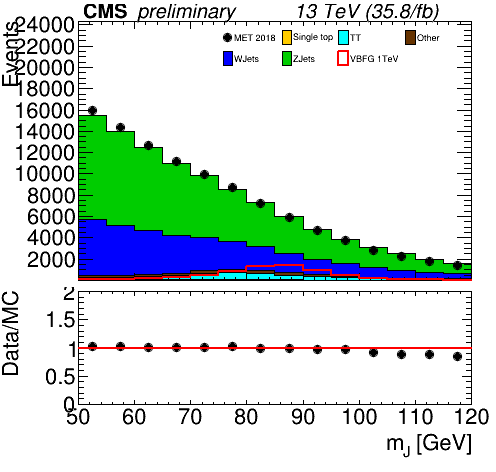 CMS preliminary 13 TeV (35.8/fb)
Events
24000
22000
20000
18000
16000
14000
12000
10000
8000
6000
4000
2000
MET 2018 Single top TT Other
WJets ZJets VBFG 1TeV
Data/MC
2
1.5
1
0.5
0
50 60 70 80 90 100 110 120
m_J [GeV]